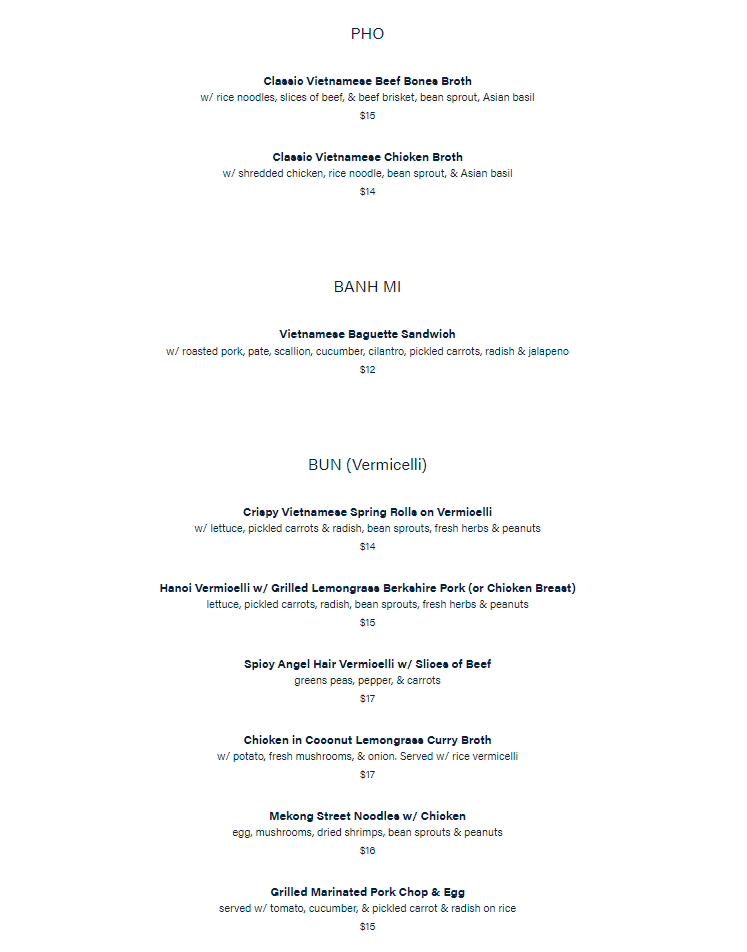 PHO
Classic Vietnamese Beef Bones Broth
w/ rice noodles, slices of beef, & beef brisket, bean sprout, Asian basil
$15
Classic Vietnamese Chicken Broth
w/ shredded chicken, rice noodle, bean sprout, & Asian basil
$14
BANH MI
Vietnamese Baguette Sandwich
w/ roasted pork, pate, scallion, cucumber, cilantro, pickled carrots, radish & jalapeno
$12
BUN (Vermicelli)
Crispy Vietnamese Spring Rolls on Vermicelli
w/ lettuce, pickled carrots & radish, bean sprouts, fresh herbs & peanuts
$14
Hanoi Vermicelli w/ Grilled Lemongrass Berkshire Pork (or Chicken Breast)
lettuce, pickled carrots, radish, bean sprouts, fresh herbs & peanuts
$15
Spicy Angel Hair Vermicelli w/ Slices of Beef
greens peas, pepper, & carrots
$17
Chicken in Coconut Lemongrass Curry Broth
w/ potato, fresh mushrooms, & onion. Served w/ rice vermicelli
$17
Mekong Street Noodles w/ Chicken
egg, mushrooms, dried shrimps, bean sprouts & peanuts
$16
Grilled Marinated Pork Chop & Egg
served w/ tomato, cucumber, & pickled carrot & radish on rice
$15